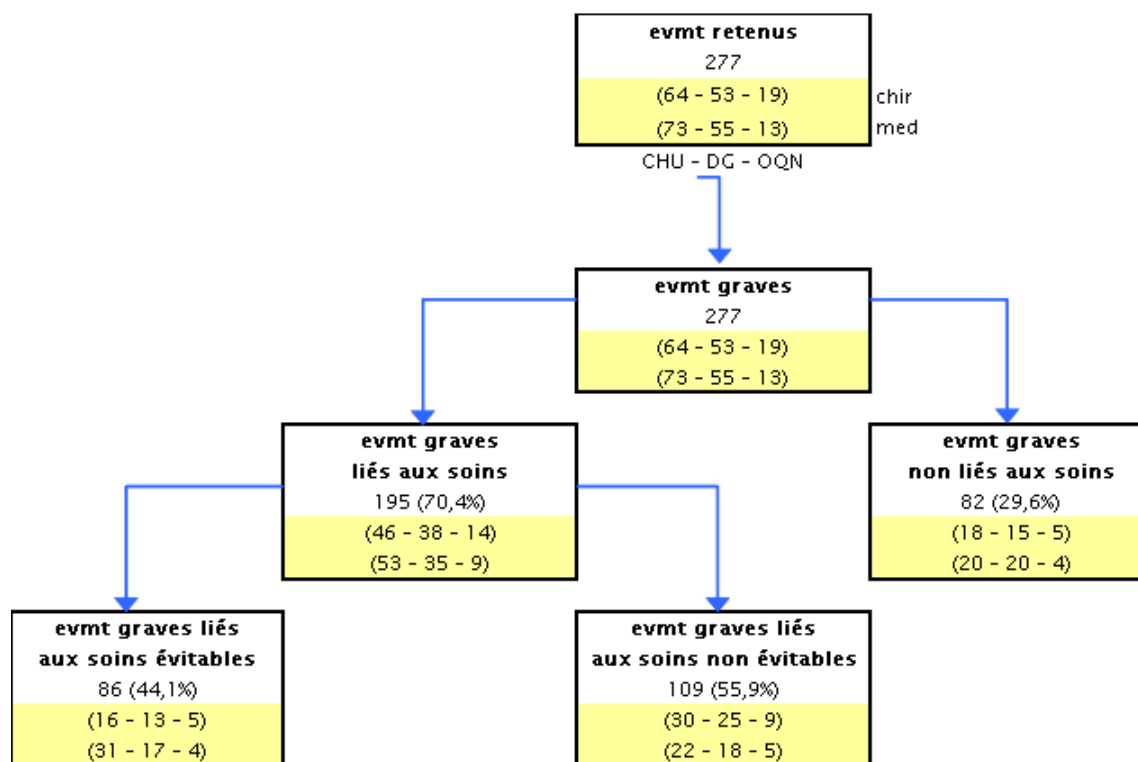 evmt retenus
277
(64 – 53 – 19) chir
(73 – 55 – 13) med
CHU – DG – OQN
evmt graves
277
(64 – 53 – 19)
(73 – 55 – 13)
evmt graves
liés aux soins
195 (70,4%)
(46 – 38 – 14)
(53 – 35 – 9)
evmt graves
non liés aux soins
82 (29,6%)
(18 – 15 – 5)
(20 – 20 – 4)
evmt graves liés
aux soins évitables
86 (44,1%)
(16 – 13 – 5)
(31 – 17 – 4)
evmt graves liés
aux soins non évitables
109 (55,9%)
(30 – 25 – 9)
(22 – 18 – 5)